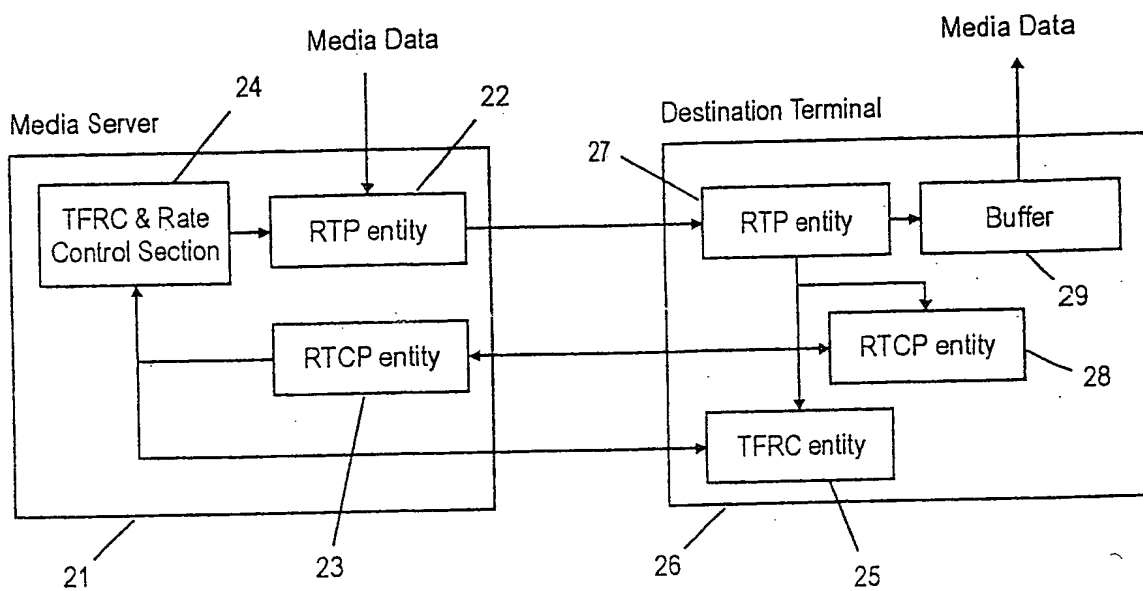 Media Data
Media Data
24
22
Media Server
Destination Terminal
27
TFRC & Rate
Control Section
RTP entity
RTP entity
Buffer
29
RTCP entity
RTCP entity
28
TFRC entity
21
23
26
25